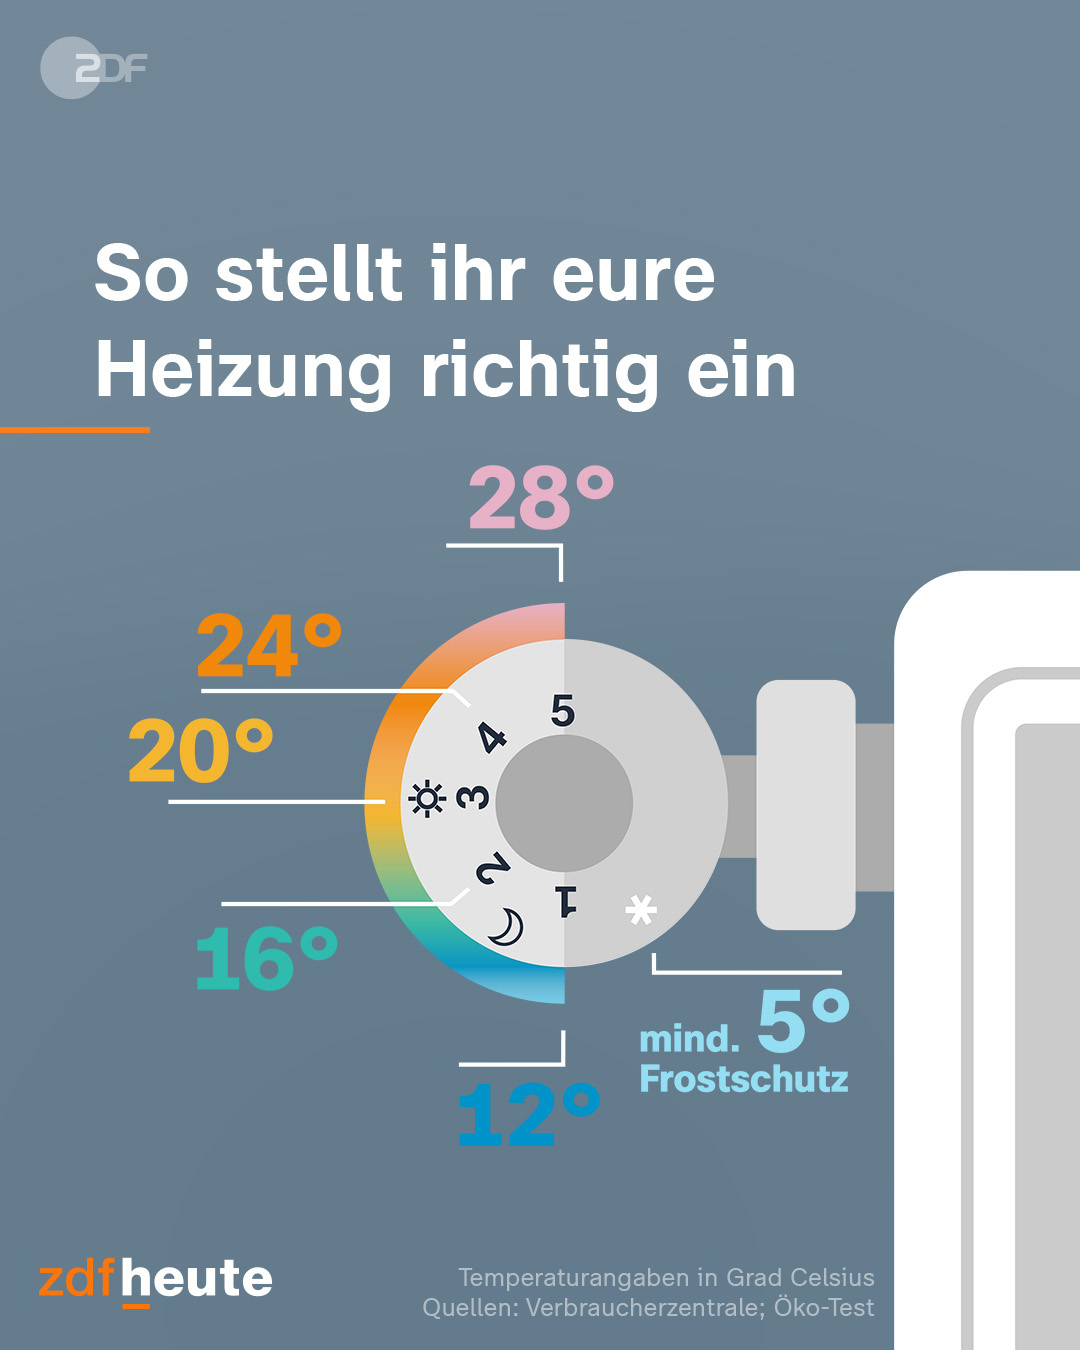 ZDF
So stellt ihr eure
Heizung richtig ein
28°
24°
20°
16°
12°
5
4
3
2
1
mind. 5°
Frostschutz
zdfheute
Temperaturangaben in Grad Celsius
Quellen: Verbraucherzentrale; Öko-Test